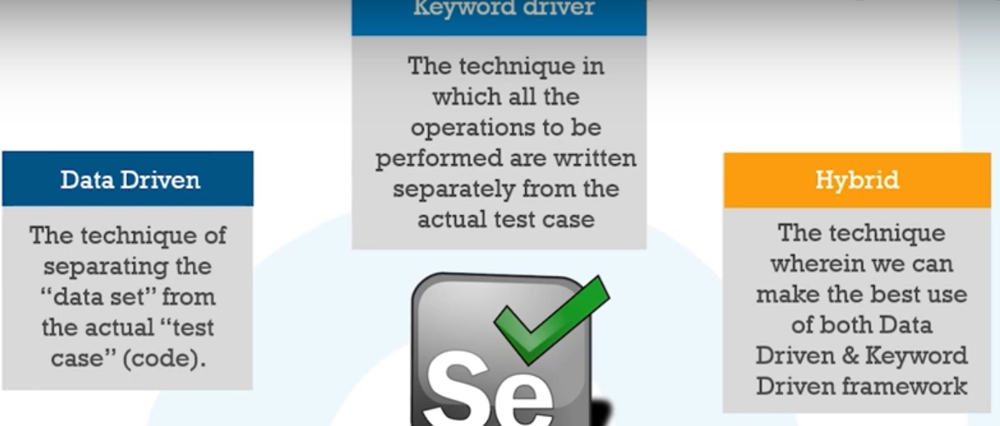 Keyword driver
The technique in
which all the
operations to be
performed are written
separately from the
actual test case
Data Driven
The technique of
separating the
“data set” from
the actual “test
case” (code).
Hybrid
The technique
wherein we can
make the best use
of both Data
Driven & Keyword
Driven framework
Se